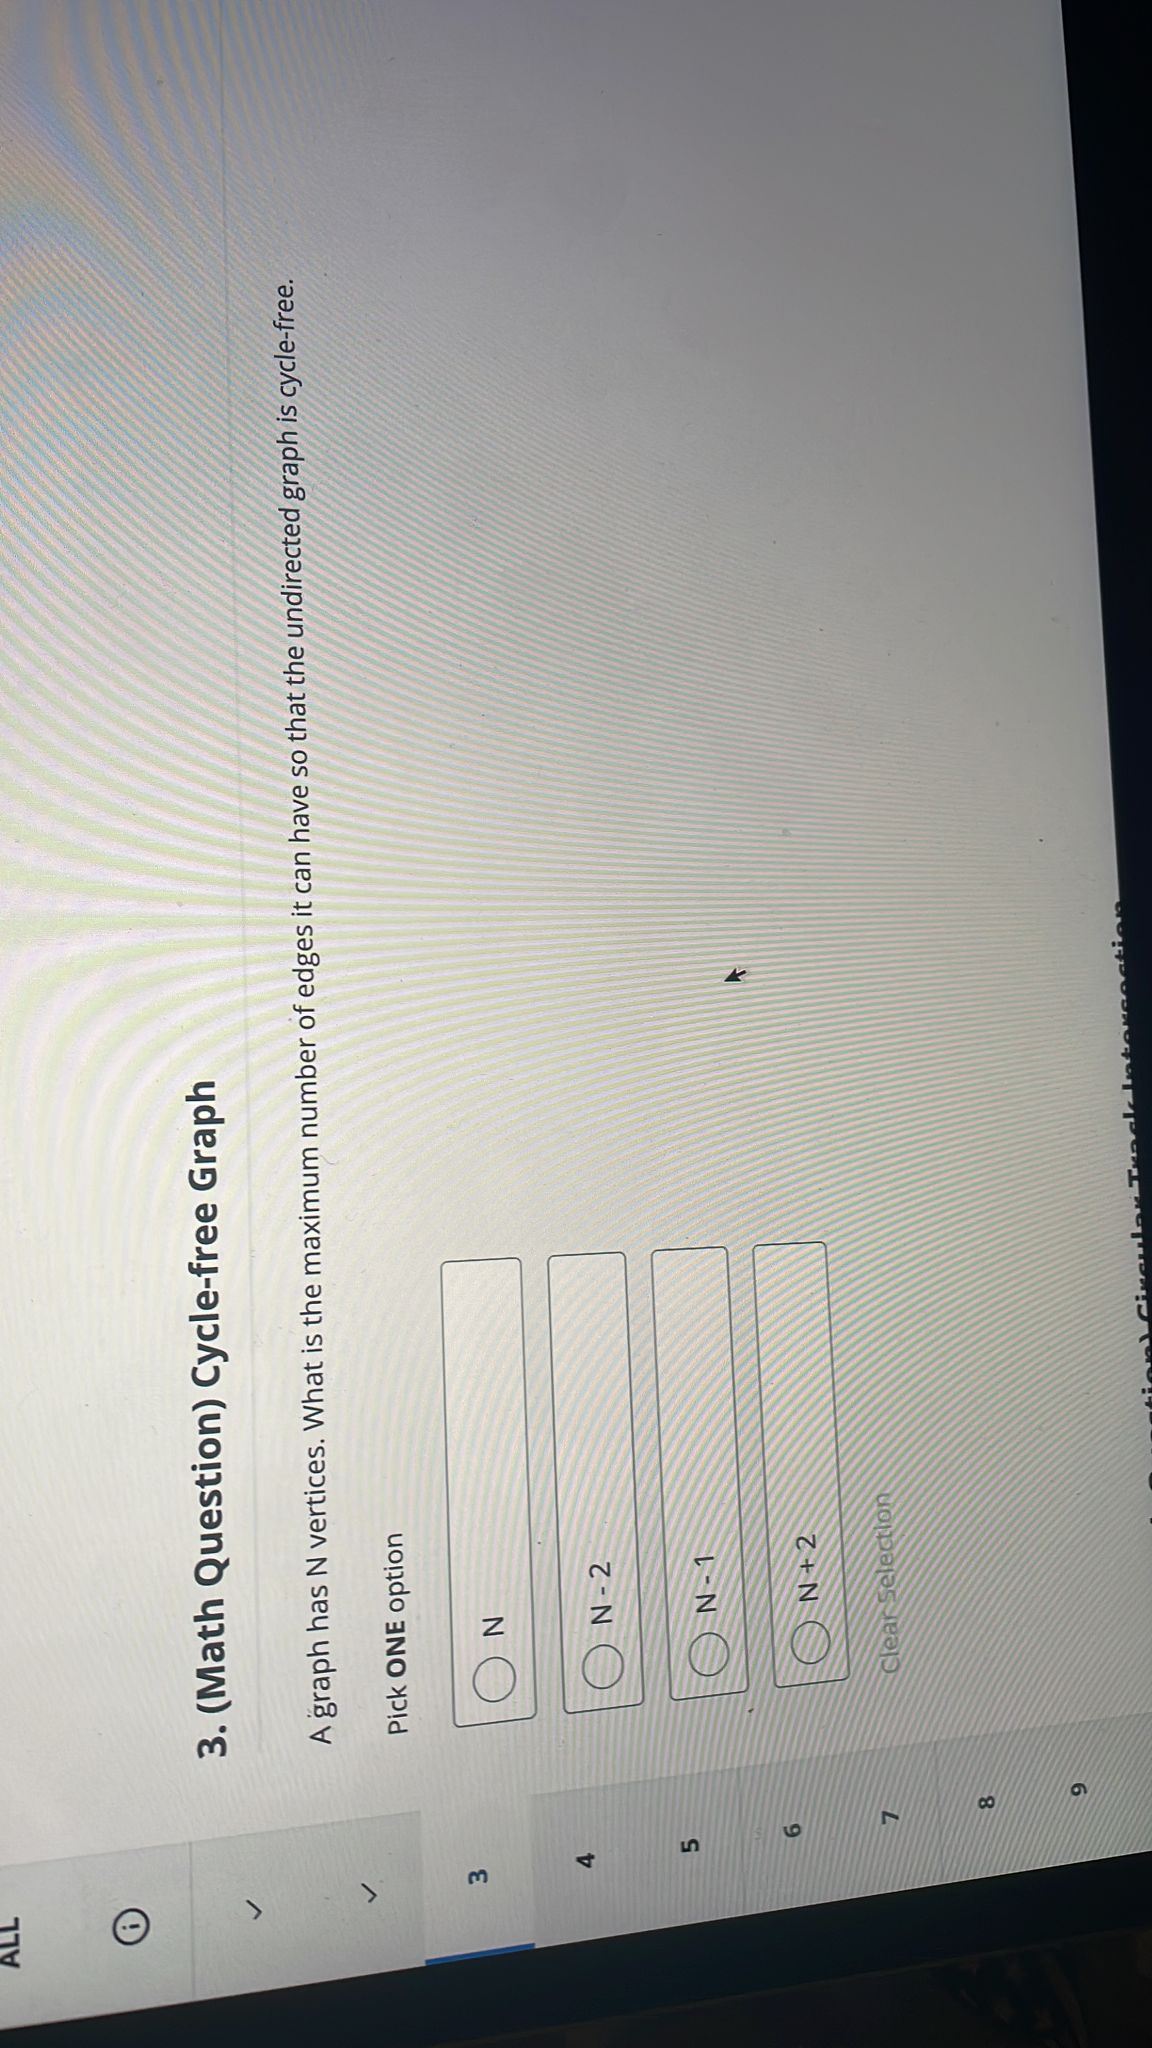 ALL
3. (Math Question) Cycle-free Graph
A graph has N vertices. What is the maximum number of edges it can have so that the undirected graph is cycle-free.
Pick ONE option
N
N - 2
N - 1
N + 2
Clear Selection
3
4
5
6
7
8
9
Circular Track Intersection